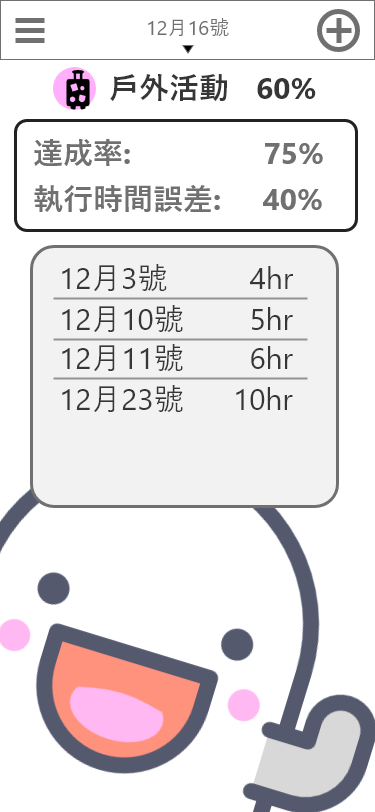 12月16號
戶外活動 60%
達成率: 75%
執行時間誤差: 40%
12月3號 4hr
12月10號 5hr
12月11號 6hr
12月23號 10hr